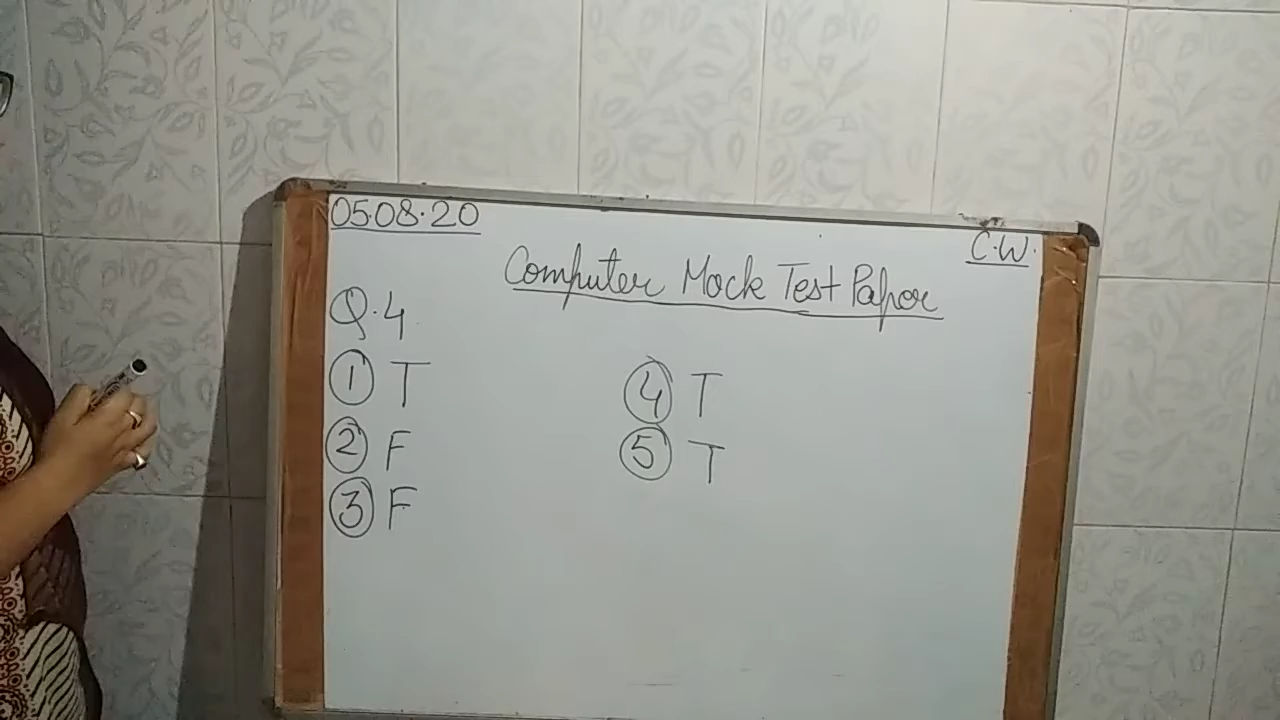 05.08.20
C.W.
Computer Mock Test Paper
Q.4
① T
② F
③ F
④ T
⑤ T